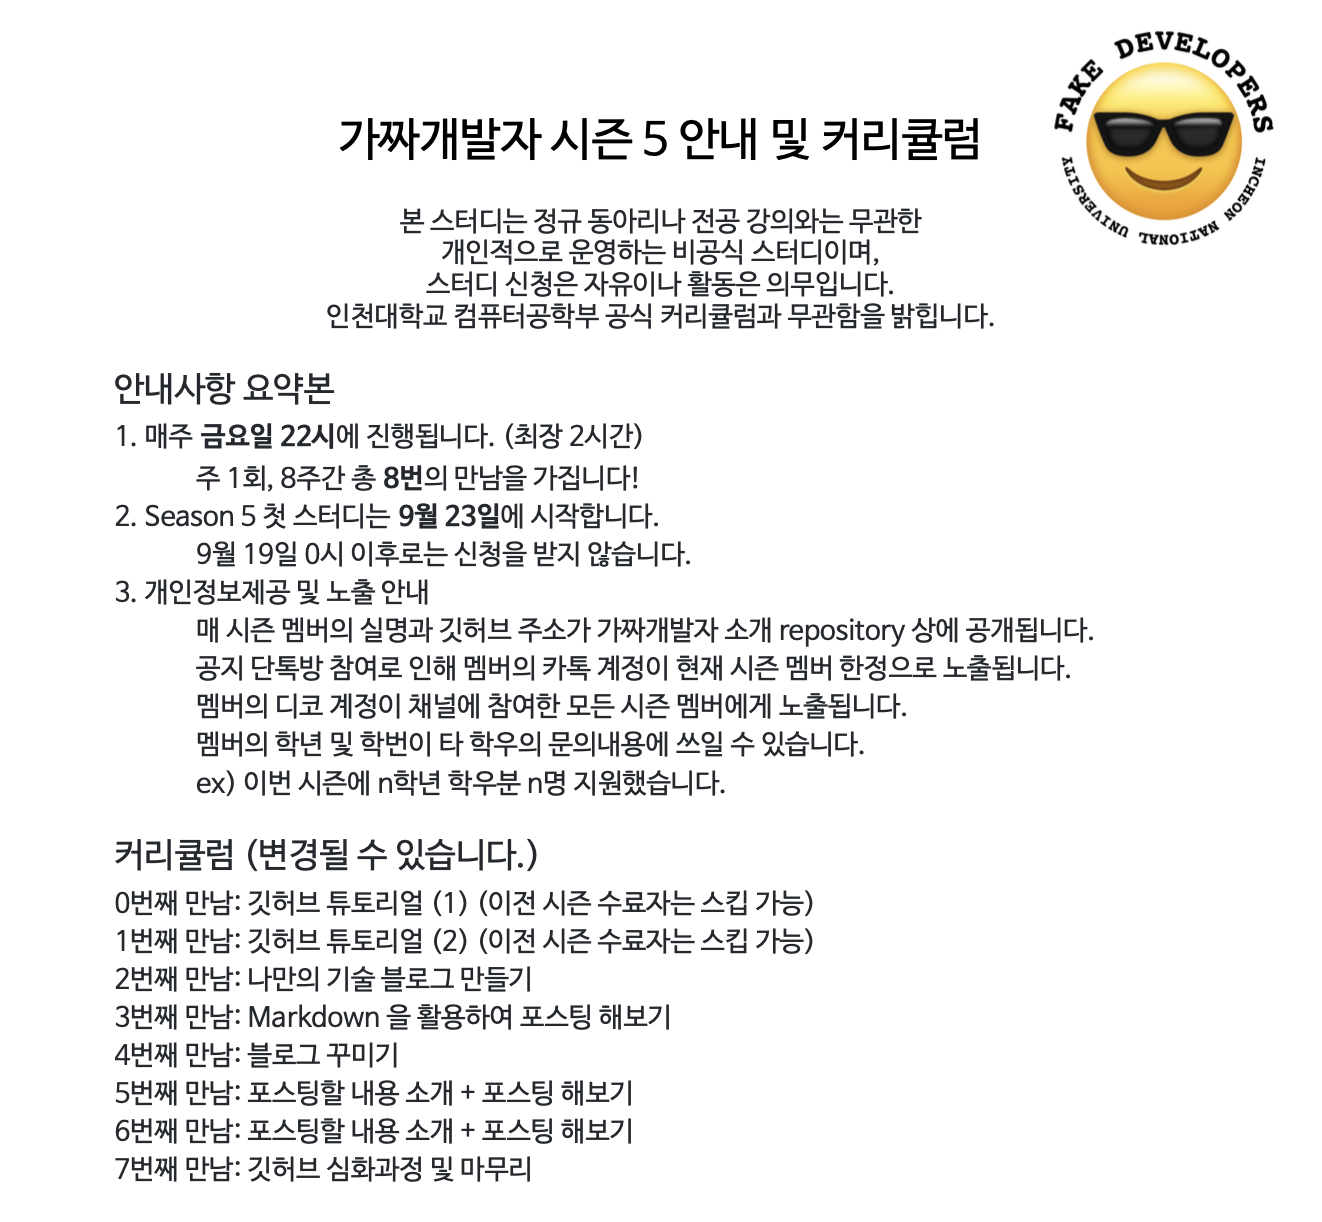 FAKE DEVELOPERS
INCHEON NATIONAL UNIVERSITY
가짜개발자 시즌 5 안내 및 커리큘럼
본 스터디는 정규 동아리나 전공 강의와는 무관한
개인적으로 운영하는 비공식 스터디이며,
스터디 신청은 자유이나 활동은 의무입니다.
인천대학교 컴퓨터공학부 공식 커리큘럼과 무관함을 밝힙니다.
안내사항 요약본
1. 매주 금요일 22시에 진행됩니다. (최장 2시간)
주 1회, 8주간 총 8번의 만남을 가집니다!
2. Season 5 첫 스터디는 9월 23일에 시작합니다.
9월 19일 0시 이후로는 신청을 받지 않습니다.
3. 개인정보제공 및 노출 안내
매 시즌 멤버의 실명과 깃허브 주소가 가짜개발자 소개 repository 상에 공개됩니다.
공지 단톡방 참여로 인해 멤버의 카톡 계정이 현재 시즌 멤버 한정으로 노출됩니다.
멤버의 디코 계정이 채널에 참여한 모든 시즌 멤버에게 노출됩니다.
멤버의 학년 및 학번이 타 학우의 문의내용에 쓰일 수 있습니다.
ex) 이번 시즌에 n학년 학우분 n명 지원했습니다.
커리큘럼 (변경될 수 있습니다.)
0번째 만남: 깃허브 튜토리얼 (1) (이전 시즌 수료자는 스킵 가능)
1번째 만남: 깃허브 튜토리얼 (2) (이전 시즌 수료자는 스킵 가능)
2번째 만남: 나만의 기술 블로그 만들기
3번째 만남: Markdown 을 활용하여 포스팅 해보기
4번째 만남: 블로그 꾸미기
5번째 만남: 포스팅할 내용 소개 + 포스팅 해보기
6번째 만남: 포스팅할 내용 소개 + 포스팅 해보기
7번째 만남: 깃허브 심화과정 및 마무리